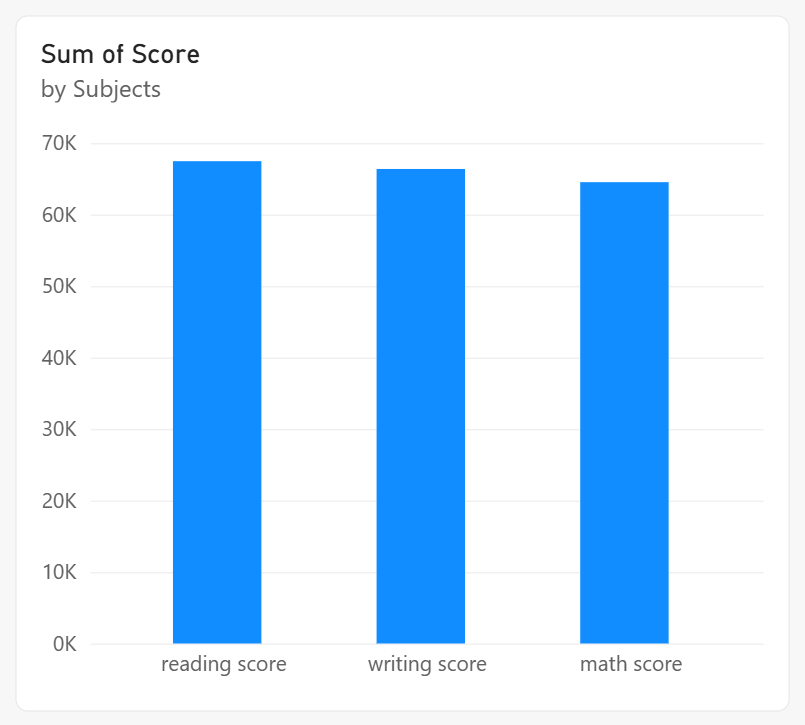 Sum of Score
by Subjects
70K
60K
50K
40K
30K
20K
10K
0K
reading score
writing score
math score